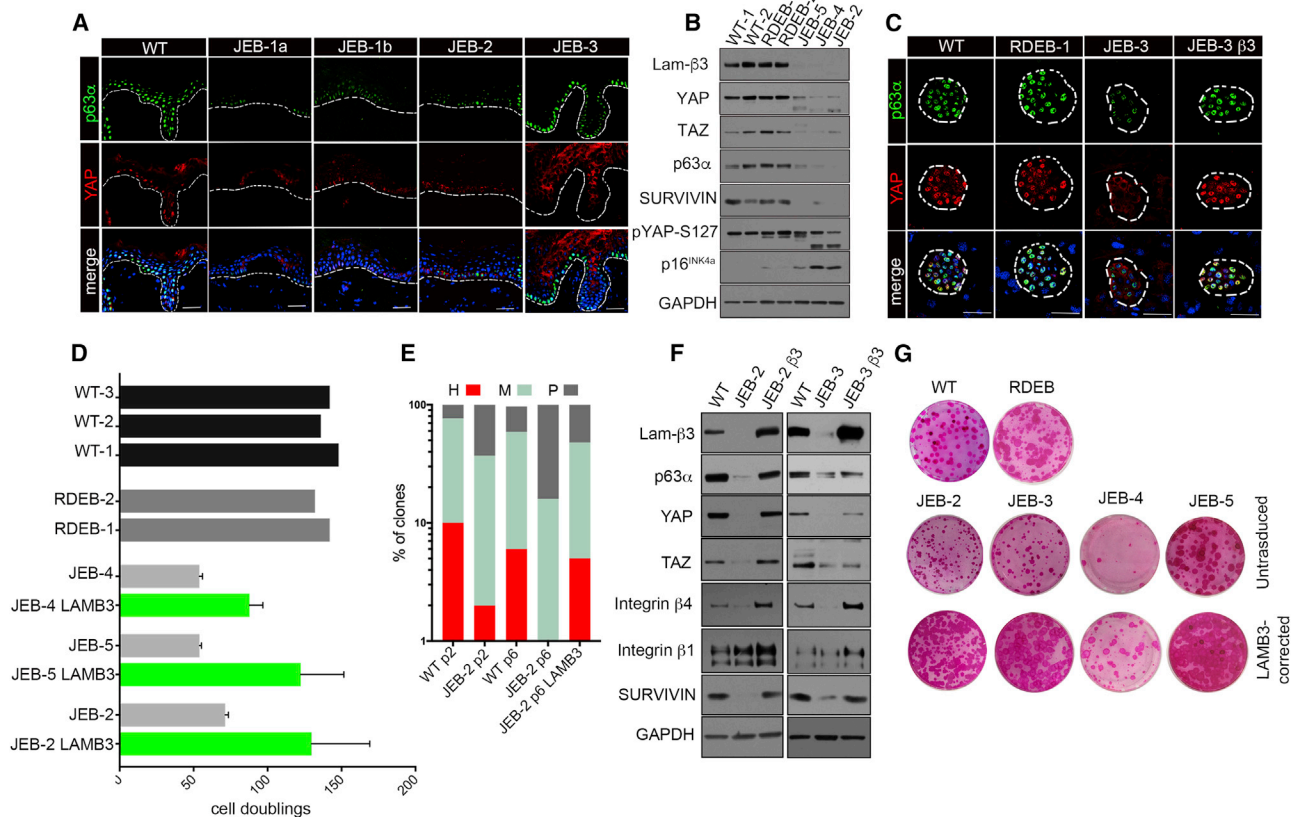 A
WT
JEB-1a
JEB-1b
JEB-2
JEB-3
p63α
YAP
merge
B
WT-1
WT-2
RDEB-
RDEB-
JEB-5
JEB-4
JEB-2
Lam-β3
YAP
TAZ
p63α
SURVIVIN
pYAP-S127
p16INK4a
GAPDH
C
WT
RDEB-1
JEB-3
JEB-3 β3
p63α
YAP
merge
D
WT-3
WT-2
WT-1
RDEB-2
RDEB-1
JEB-4
JEB-4 LAMB3
JEB-5
JEB-5 LAMB3
JEB-2
JEB-2 LAMB3
50
100
150
200
cell doublings
E
H M P
% of clones
100
10
1
WT p2
JEB-2 p2
WT p6
JEB-2 p6
JEB-2 p6 LAMB3
F
WT
JEB-2
JEB-2 β3
WT
JEB-3
JEB-3 β3
Lam-β3
p63α
YAP
TAZ
Integrin β4
Integrin β1
SURVIVIN
GAPDH
G
WT
RDEB
JEB-2
JEB-3
JEB-4
JEB-5
Untrasduced
LAMB3-
corrected